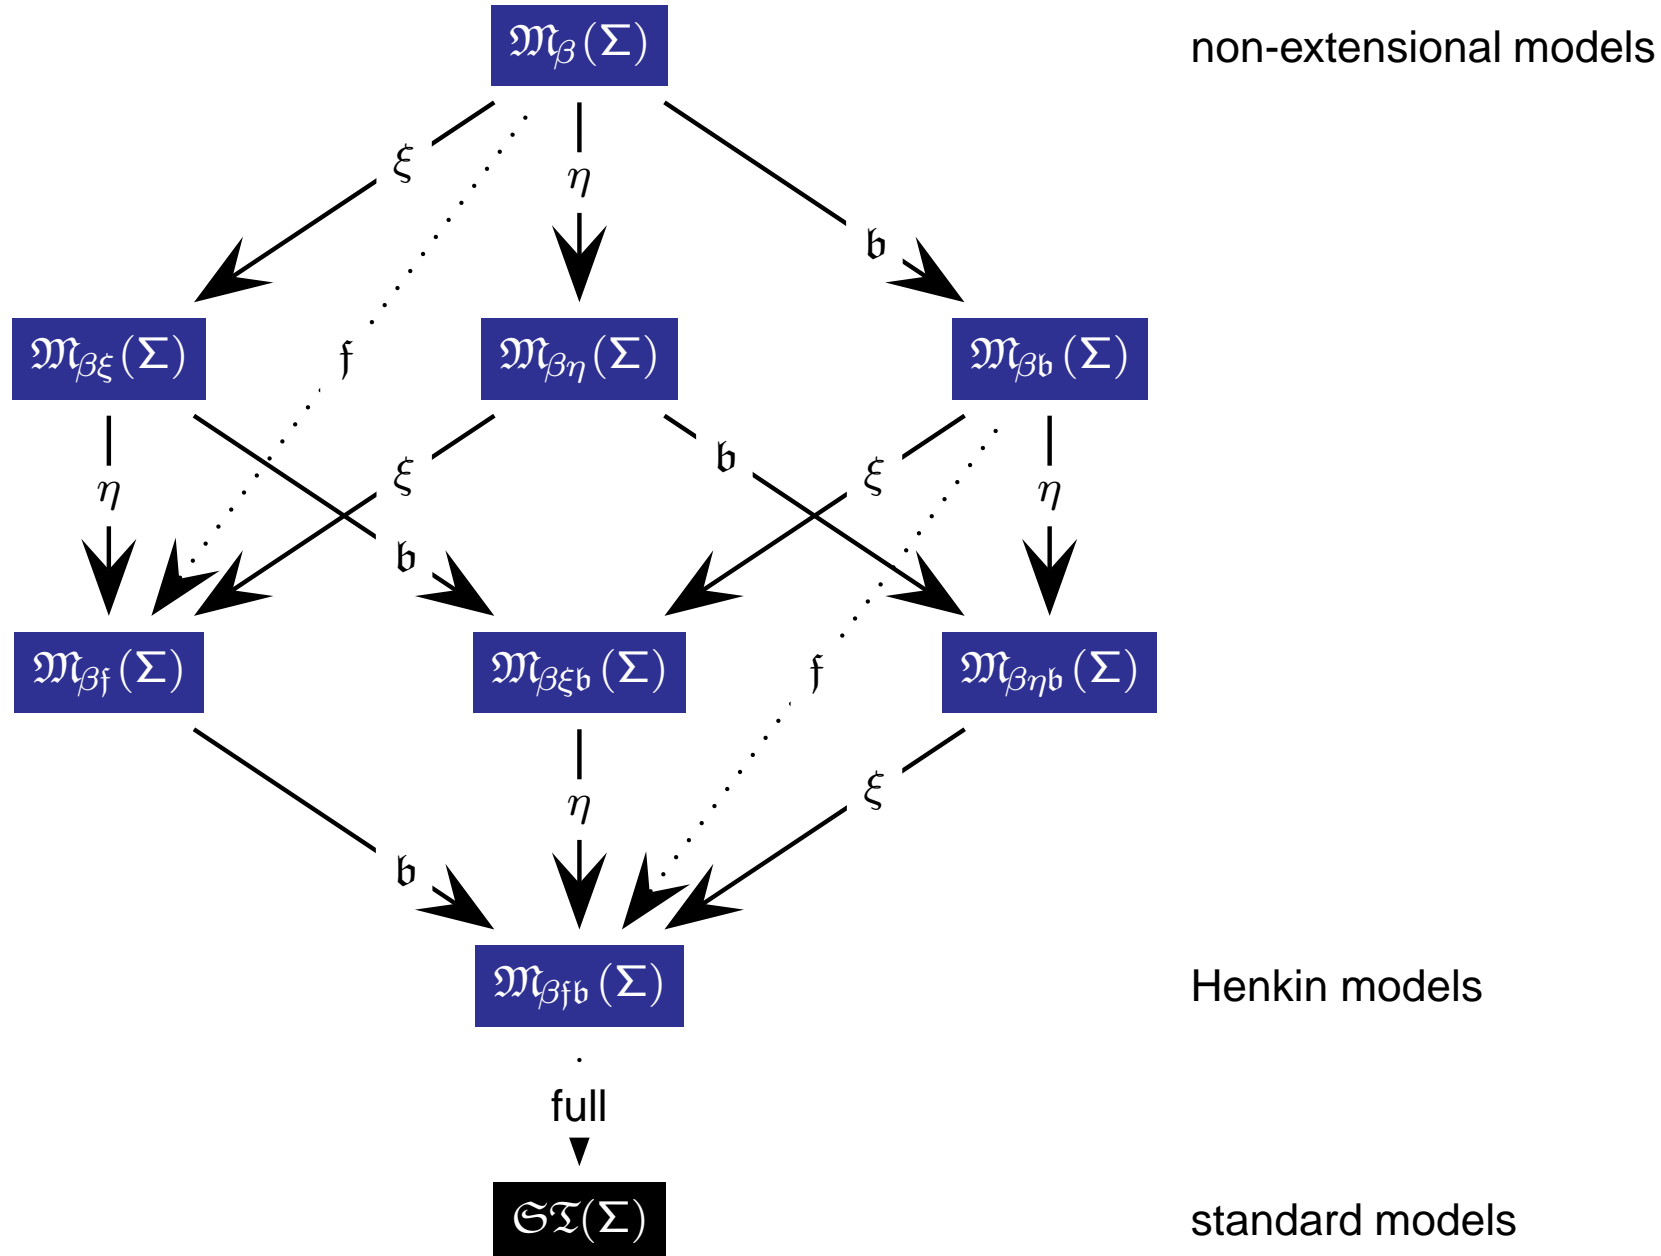 𝔐β(Σ) non-extensional models
ξ
η
𝔟
𝔣
𝔐βξ(Σ) 𝔐βη(Σ) 𝔐β𝔟(Σ)
𝔟
ξ ξ
η η
𝔟
𝔐β𝔣(Σ) 𝔐βξ𝔟(Σ) 𝔐βη𝔟(Σ)
𝔣
ξ
η
𝔟
𝔐β𝔣𝔟(Σ) Henkin models
full
𝔖𝔗(Σ) standard models